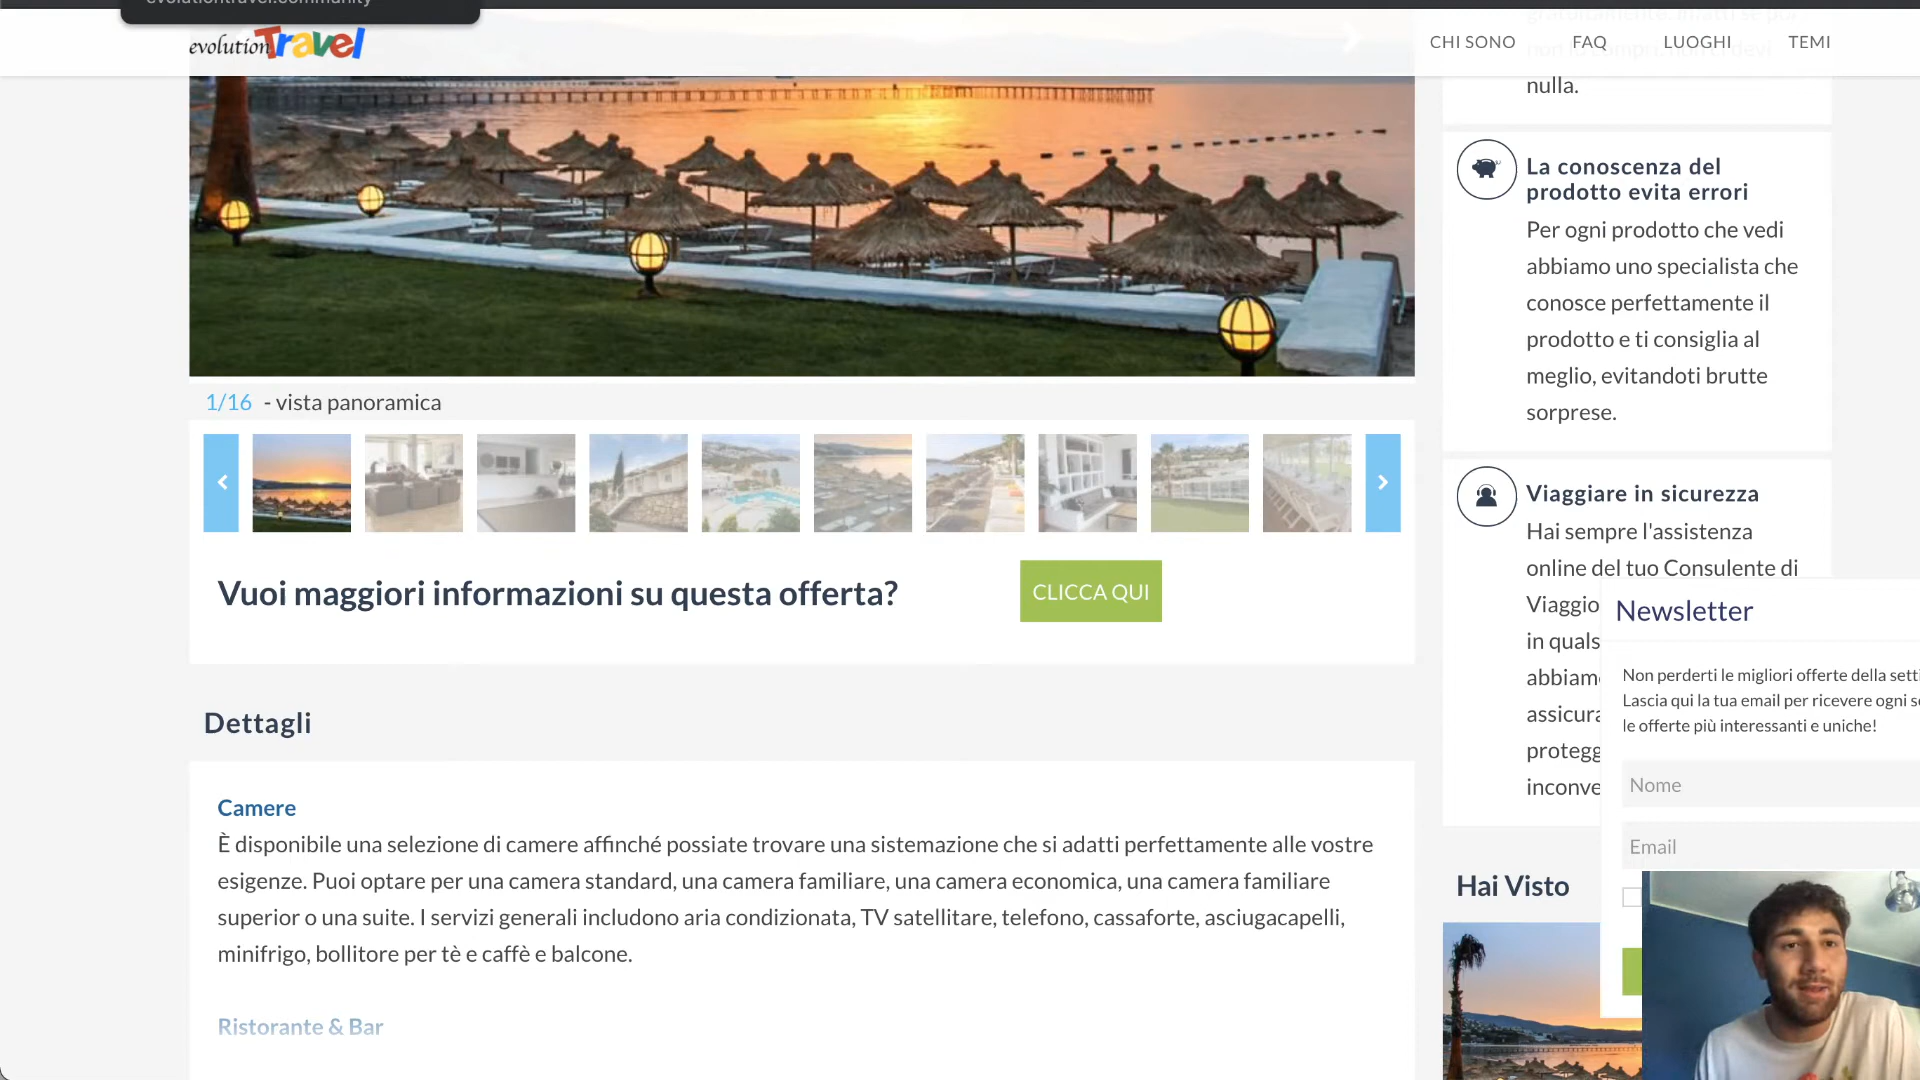 evolutiontravel.community
evolutionTravel
CHI SONO
FAQ
LUOGHI
TEMI
nulla.
La conoscenza del
prodotto evita errori
Per ogni prodotto che vedi
abbiamo uno specialista che
conosce perfettamente il
prodotto e ti consiglia al
meglio, evitandoti brutte
sorprese.
1/16 - vista panoramica
Vuoi maggiori informazioni su questa offerta?
CLICCA QUI
Viaggiare in sicurezza
Hai sempre l'assistenza
online del tuo Consulente di
Viaggio
in quals
abbiam
assicura
protegg
inconve
Newsletter
Non perderti le migliori offerte della setti
Lascia qui la tua email per ricevere ogni s
le offerte più interessanti e uniche!
Nome
Email
Dettagli
Camere
È disponibile una selezione di camere affinché possiate trovare una sistemazione che si adatti perfettamente alle vostre
esigenze. Puoi optare per una camera standard, una camera familiare, una camera economica, una camera familiare
superior o una suite. I servizi generali includono aria condizionata, TV satellitare, telefono, cassaforte, asciugacapelli,
minifrigo, bollitore per tè e caffè e balcone.
Ristorante & Bar
Hai Visto